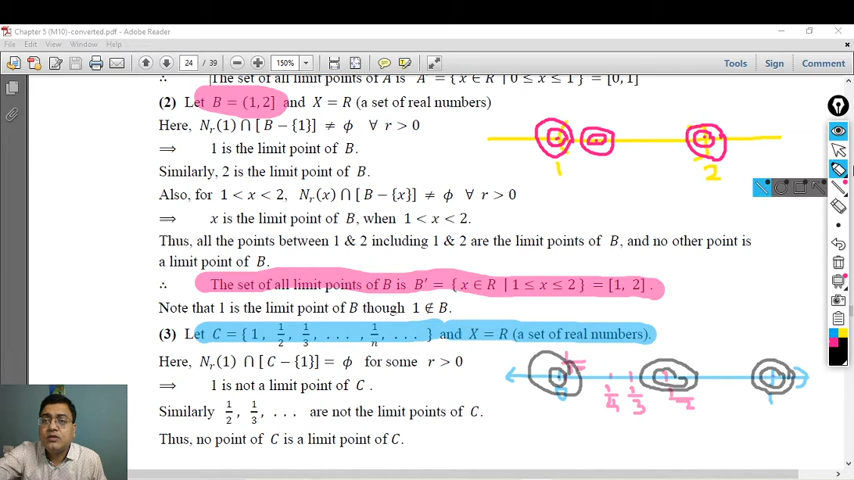 Chapter 5 (M10)-converted.pdf - Adobe Reader
File Edit View Window Help
24 / 39 150% Tools Sign Comment
∴ The set of all limit points of A is A' = { x ∈ R | 0 ≤ x ≤ 1 } = [0, 1]
(2) Let B = (1, 2] and X = R (a set of real numbers)
Here, Nᵣ(1) ⋂ [ B − {1}] ≠ ϕ ∀ r > 0
⟹ 1 is the limit point of B.
Similarly, 2 is the limit point of B.
Also, for 1 < x < 2, Nᵣ(x) ⋂ [ B − {x}] ≠ ϕ ∀ r > 0
⟹ x is the limit point of B, when 1 < x < 2.
Thus, all the points between 1 & 2 including 1 & 2 are the limit points of B, and no other point is
a limit point of B.
∴ The set of all limit points of B is B' = { x ∈ R | 1 ≤ x ≤ 2 } = [1, 2] .
Note that 1 is the limit point of B though 1 ∉ B.
(3) Let C = { 1, 1/2, 1/3, . . . . , 1/n, . . . } and X = R (a set of real numbers).
Here, Nᵣ(1) ⋂ [ C − {1}] = ϕ for some r > 0
⟹ 1 is not a limit point of C .
Similarly 1/2, 1/3, . . . . are not the limit points of C.
Thus, no point of C is a limit point of C.
1 2
0 1/4 1/3 1/2 1